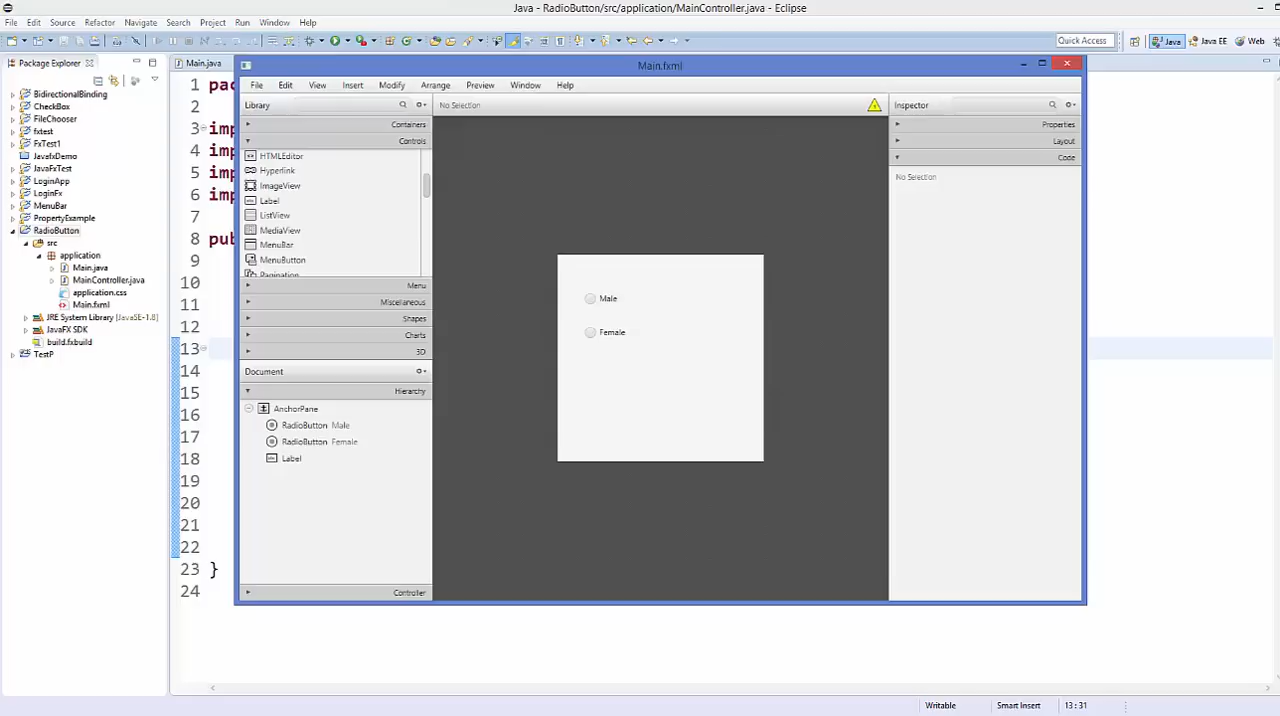 Java - RadioButton/src/application/MainController.java - Eclipse
File Edit Source Refactor Navigate Search Project Run Window Help
Quick Access
Java
Java EE
Web
Package Explorer
Main.java
BidirectionalBinding
CheckBox
FileChooser
fxtest
FxTest1
JavafxDemo
JavaFxTest
LoginApp
LoginFx
MenuBar
PropertyExample
RadioButton
src
application
Main.java
MainController.java
application.css
Main.fxml
JRE System Library [JavaSE-1.8]
JavaFX SDK
build.fxbuild
TestP
1 pac
2
3 imp
4 imp
5 imp
6 imp
7
8 pub
9
10
11
12
13
14
15
16
17
18
19
20
21
22
23 }
24
Main.fxml
File Edit View Insert Modify Arrange Preview Window Help
Library
Containers
Controls
HTMLEditor
Hyperlink
ImageView
Label
ListView
MediaView
MenuBar
MenuButton
Pagination
Menu
Miscellaneous
Shapes
Charts
3D
Document
Hierarchy
AnchorPane
RadioButton Male
RadioButton Female
Label
Controller
No Selection
Male
Female
Inspector
Properties
Layout
Code
No Selection
Writable
Smart Insert
13 : 31